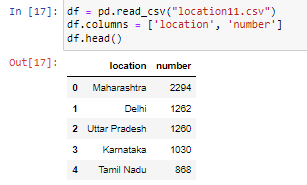 In [17]: df = pd.read_csv("location11.csv")
df.columns = ['location', 'number']
df.head()
Out[17]:
location number
0 Maharashtra 2294
1 Delhi 1262
2 Uttar Pradesh 1260
3 Karnataka 1030
4 Tamil Nadu 868